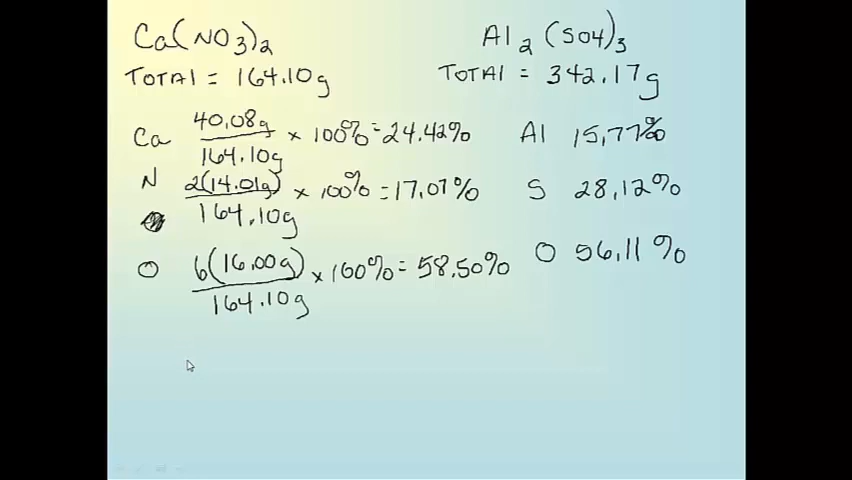 Ca(NO3)2
TOTAl = 164.10g
Ca 40.08g / 164.10g × 100% = 24.42%
N 2(14.01g) / 164.10g × 100% = 17.07%
O 6(16.00g) / 164.10g × 100% = 58.50%
Al2(SO4)3
TOTAl = 342.17g
Al 15.77%
S 28.12%
O 56.11%